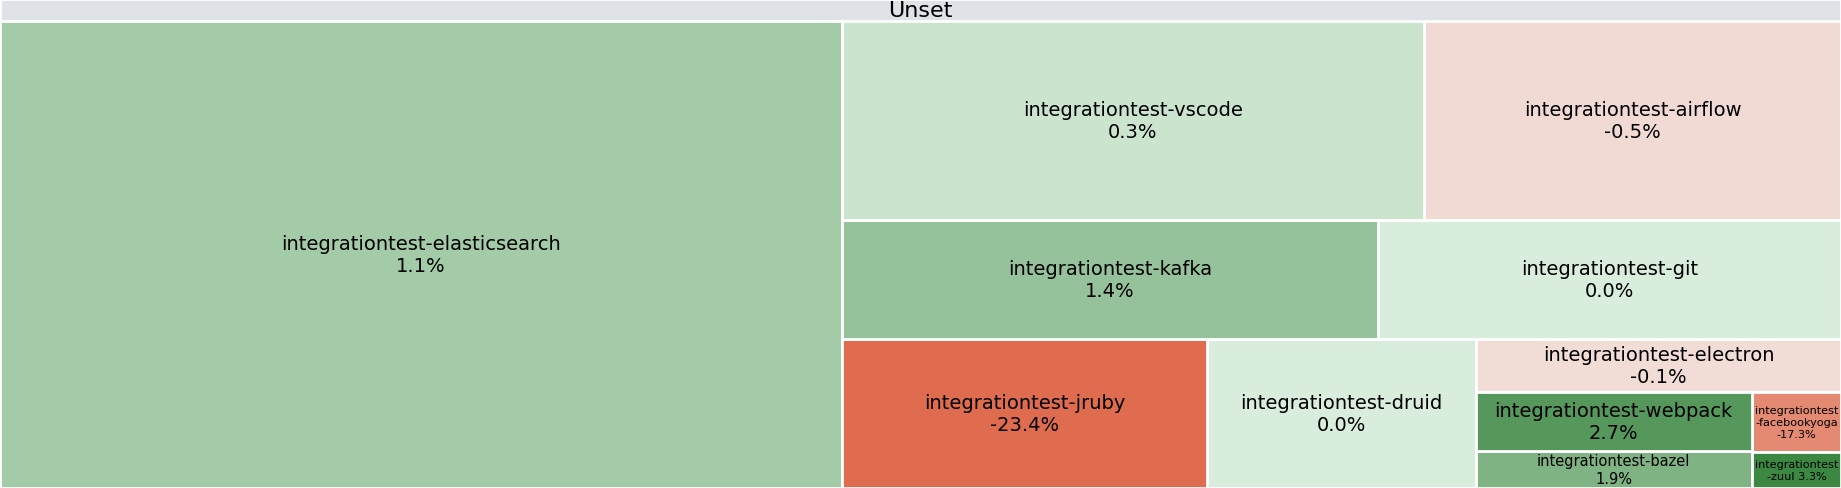 Unset
integrationtest-elasticsearch
1.1%
integrationtest-vscode
0.3%
integrationtest-airflow
-0.5%
integrationtest-kafka
1.4%
integrationtest-git
0.0%
integrationtest-jruby
-23.4%
integrationtest-druid
0.0%
integrationtest-electron
-0.1%
integrationtest-webpack
2.7%
integrationtest
-facebookyoga
-17.3%
integrationtest-bazel
1.9%
integrationtest
-zuul 3.3%